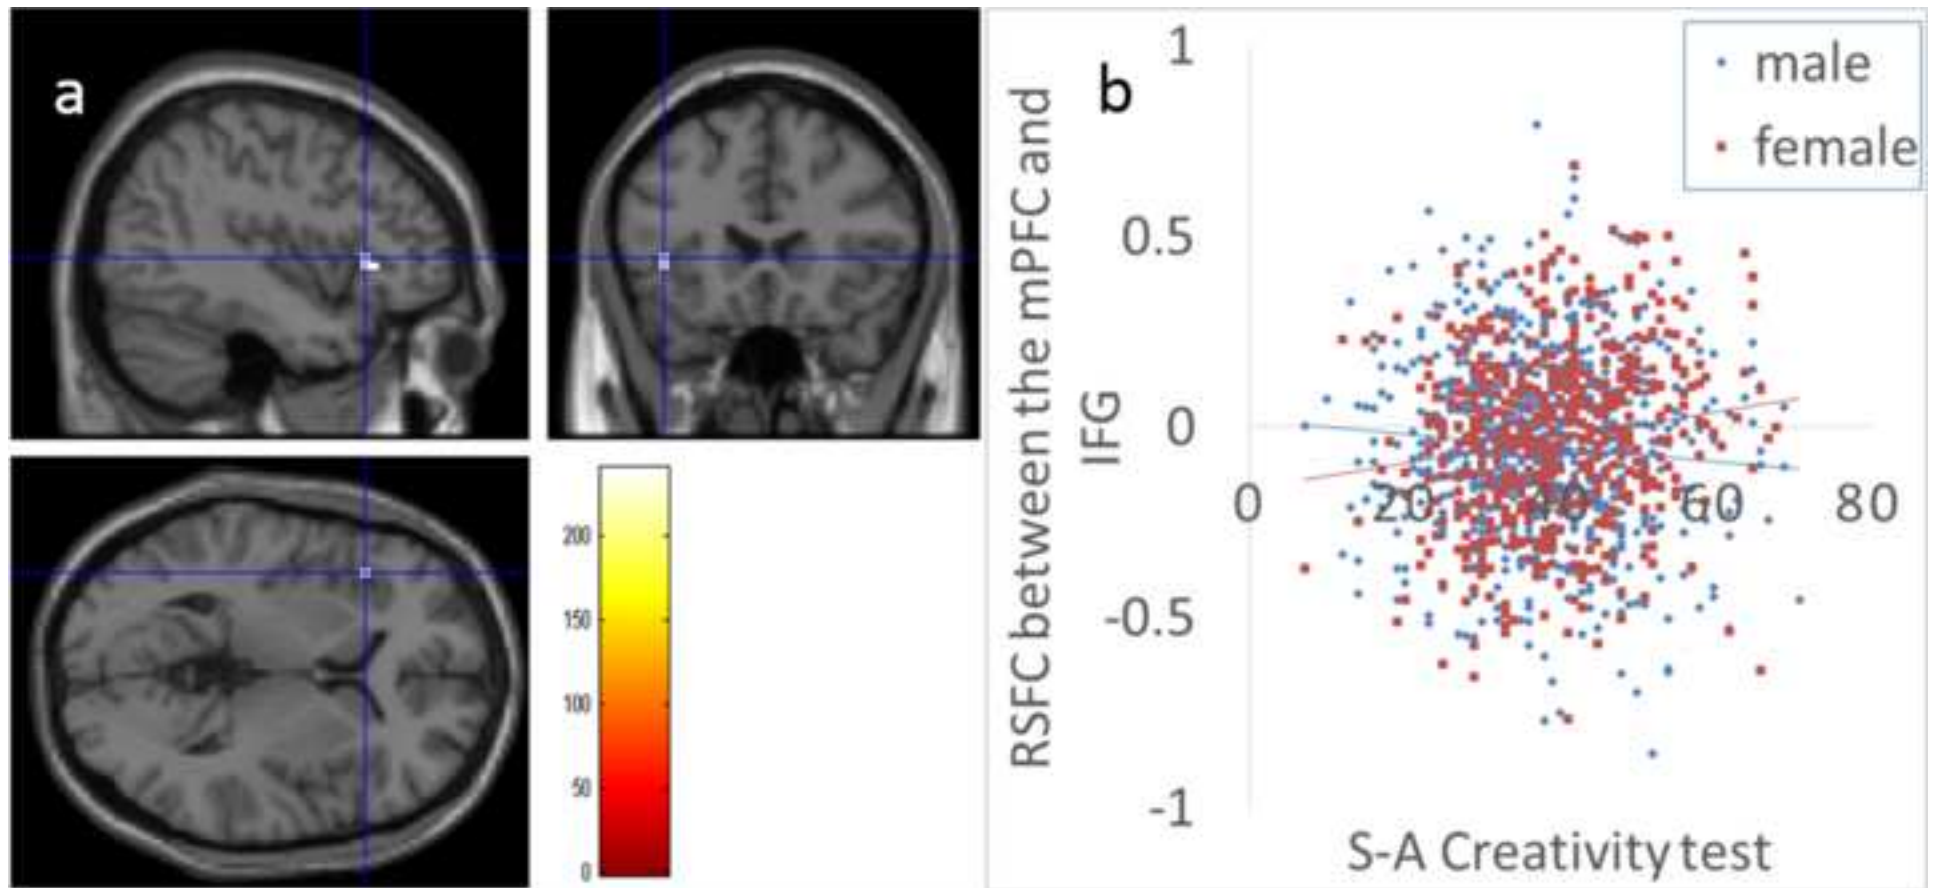 a
200
150
100
50
0
b
male
female
RSFC between the mPFC and
IFG
1
0.5
0
-0.5
-1
0 20 40 60 80
S-A Creativity test